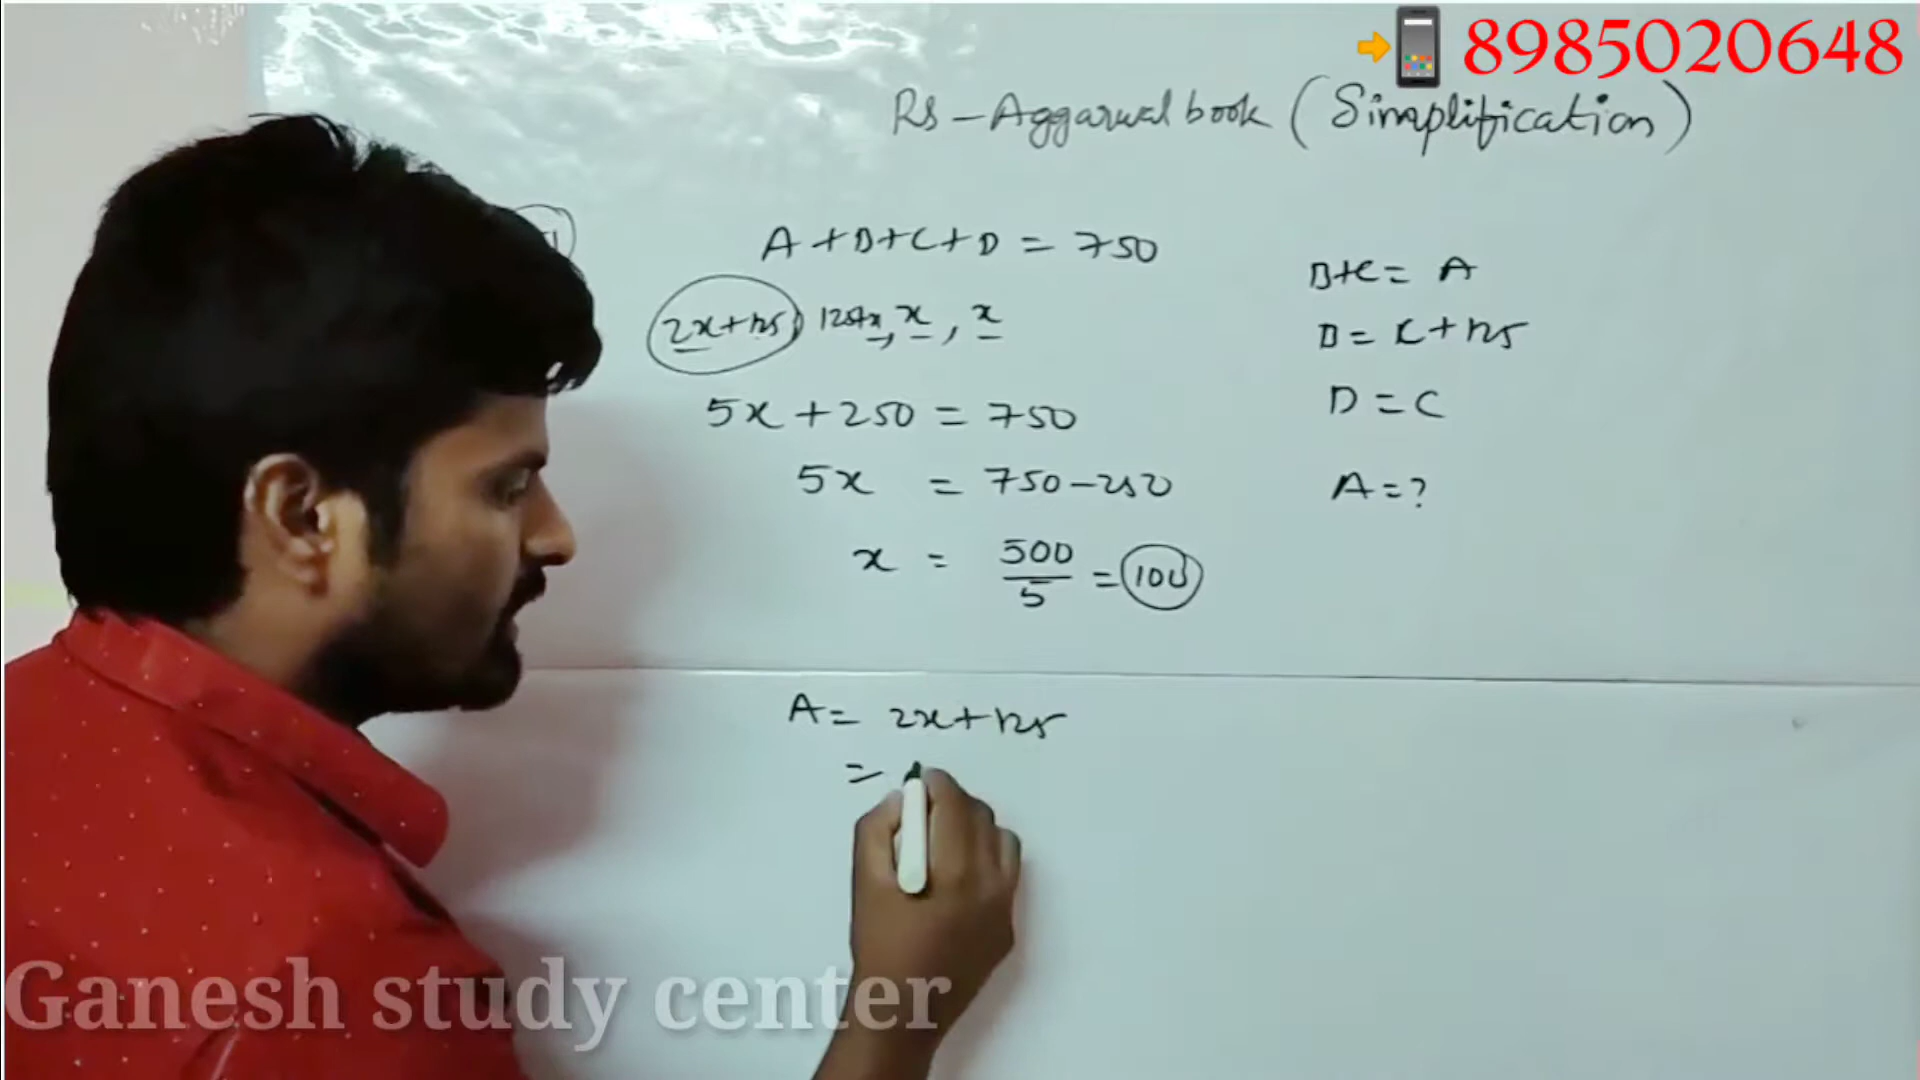 8985020648
RS - Aggarwal book (Simplification)
A + B + C + D = 750
2x+125, 125+x, x, x
5x + 250 = 750
5x = 750 - 250
x = 500/5 = 100
B+C = A
B = C + 125
D = C
A = ?
A = 2x + 125
=
Ganesh study center